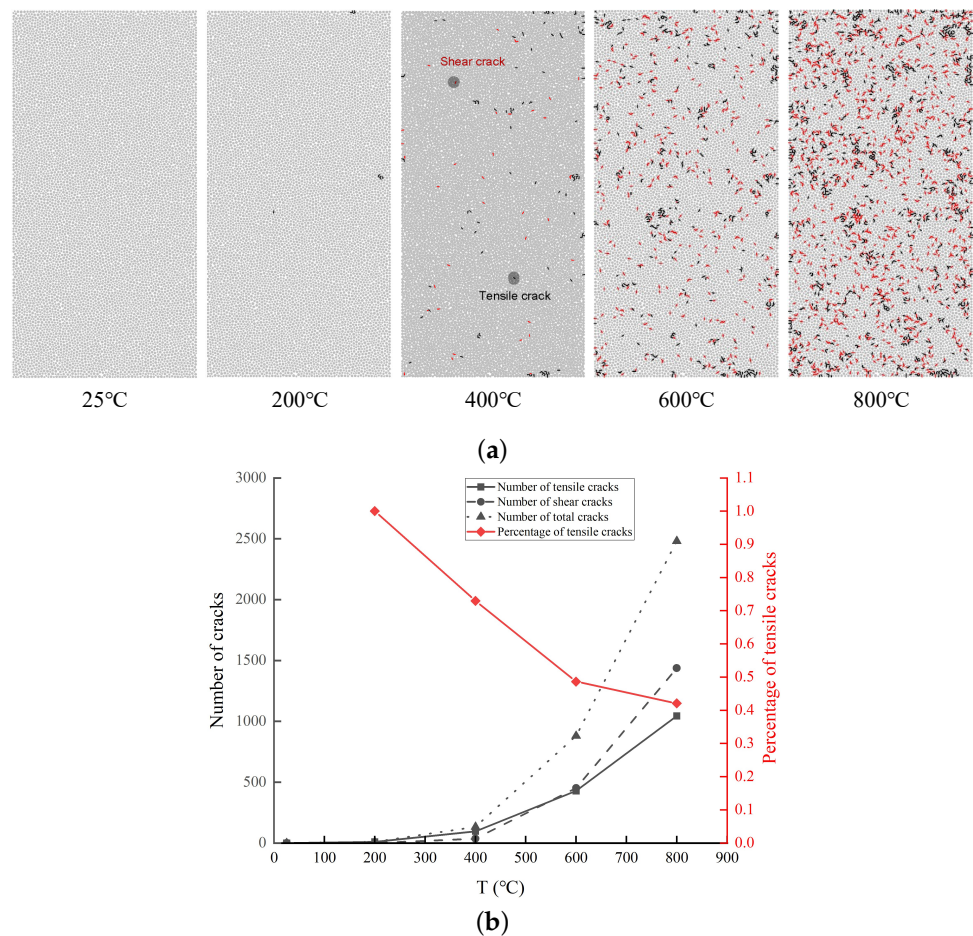 Shear crack
Tensile crack
25℃
200℃
400℃
600℃
800℃
(a)
Number of tensile cracks
Number of shear cracks
Number of total cracks
Percentage of tensile cracks
3000
2500
2000
1500
1000
500
0
Number of cracks
1.1
1.0
0.9
0.8
0.7
0.6
0.5
0.4
0.3
0.2
0.1
0.0
Percentage of tensile cracks
0 100 200 300 400 500 600 700 800 900
T (℃)
(b)